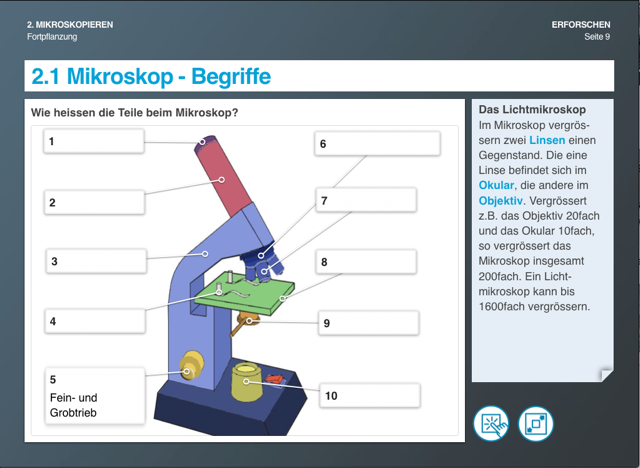 2. MIKROSKOPIEREN
Fortpflanzung
ERFORSCHEN
Seite 9
2.1 Mikroskop - Begriffe
Wie heissen die Teile beim Mikroskop?
1
2
3
4
5
Fein- und
Grobtrieb
6
7
8
9
10
Das Lichtmikroskop
Im Mikroskop vergrös-
sern zwei Linsen einen
Gegenstand. Die eine
Linse befindet sich im
Okular, die andere im
Objektiv. Vergrössert
z.B. das Objektiv 20fach
und das Okular 10fach,
so vergrössert das
Mikroskop insgesamt
200fach. Ein Licht-
mikroskop kann bis
1600fach vergrössern.